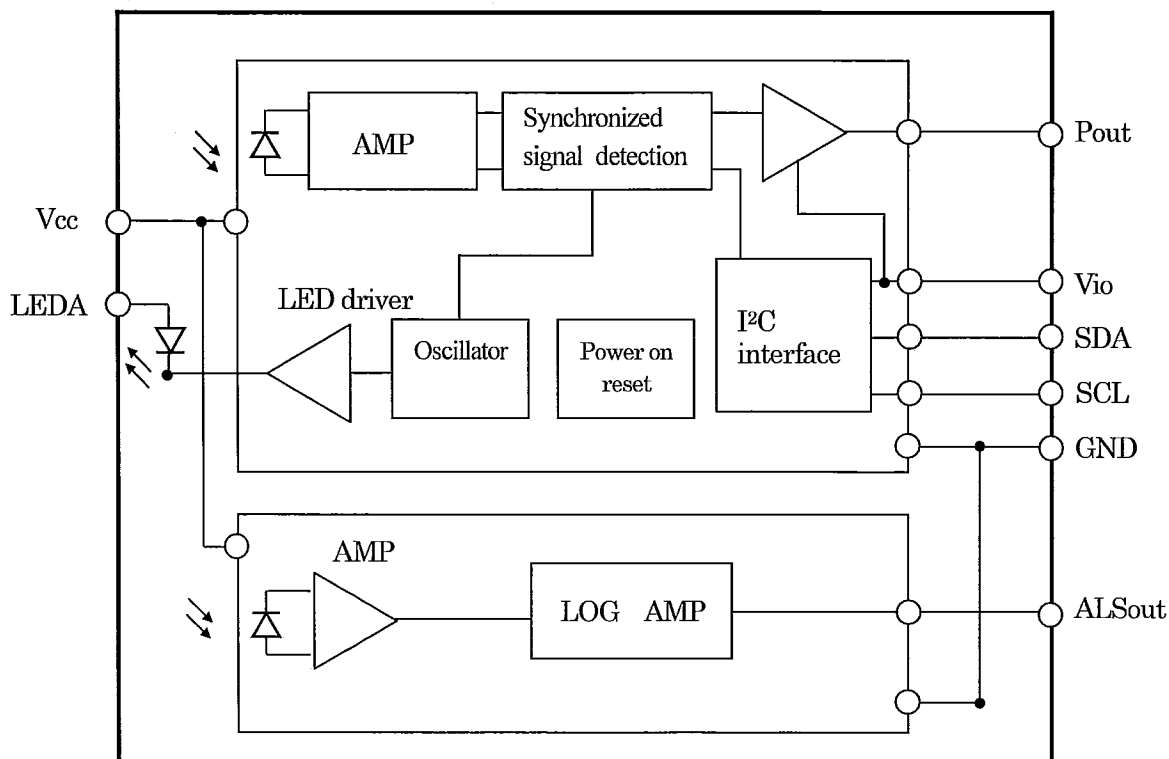 AMP
Synchronized
signal detection
Pout
Vcc
LEDA
LED driver
Oscillator
Power on
reset
I²C
interface
Vio
SDA
SCL
GND
AMP
LOG AMP
ALSout